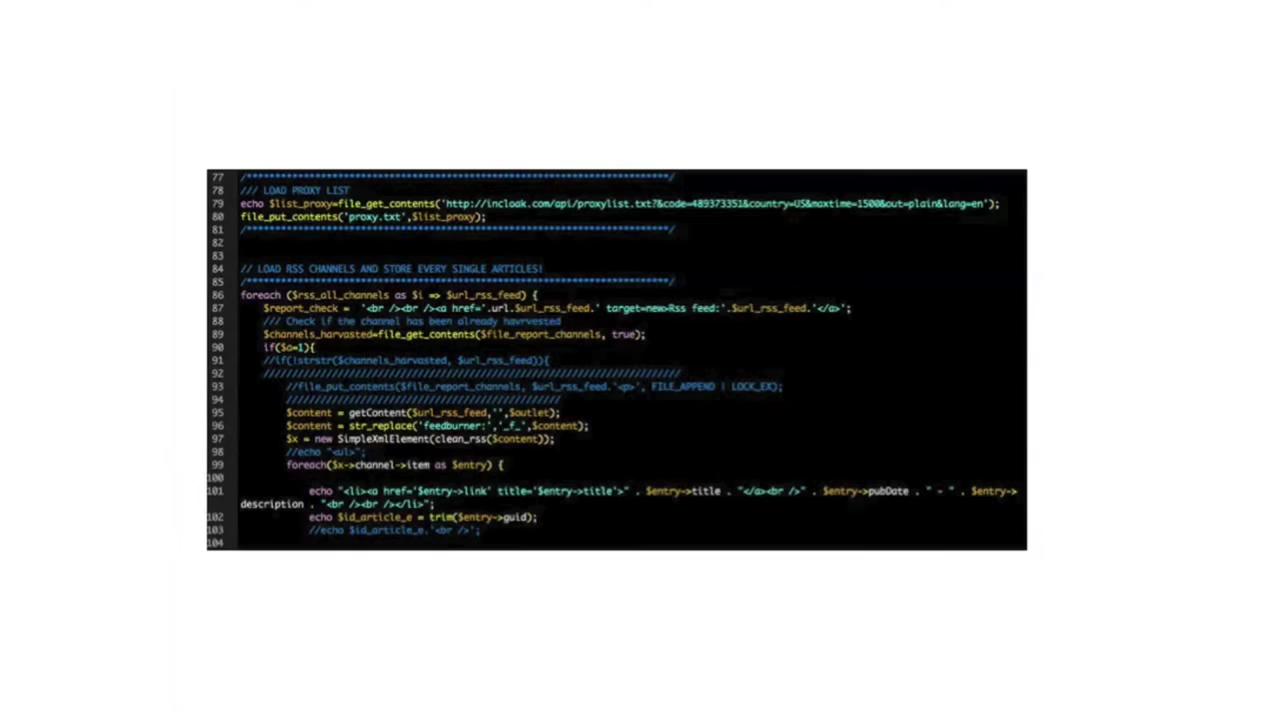 77 /**************************************************************************/
78 /// LOAD PROXY LIST
79 echo $list_proxy=file_get_contents('http://incloak.com/api/proxylist.txt?&code=489373351&country=US&maxtime=1500&out=plain&lang=en');
80 file_put_contents('proxy.txt',$list_proxy);
81 /**************************************************************************/
82
83
84 // LOAD RSS CHANNELS AND STORE EVERY SINGLE ARTICLES!
85 /**************************************************************************/
86 foreach ($rss_all_channels as $i => $url_rss_feed) {
87 $report_check = '<br /><br /><a href='.url.$url_rss_feed.' target=new>Rss feed:'.$url_rss_feed.'</a>';
88 /// Check if the channel has been already havrvested
89 $channels_harvested=file_get_contents($file_report_channels, true);
90 if($a=1){
91 //if(!strstr($channels_harvested, $url_rss_feed)){
92 /////////////////////////////////////////////////////////////////////////
93 //file_put_contents($file_report_channels, $url_rss_feed.'<p>', FILE_APPEND | LOCK_EX);
94 ////////////////////////////////////////////////
95 $content = getContent($url_rss_feed,'',$outlet);
96 $content = str_replace('feedburner:','_f_',$content);
97 $x = new SimpleXmlElement(clean_rss($content));
98 //echo "<ul>";
99 foreach($x->channel->item as $entry) {
100
101 echo "<li><a href='$entry->link' title='$entry->title'>" . $entry->title . "</a><br />" . $entry->pubDate . " - " . $entry->
description . "<br /><br /></li>";
102 echo $id_article_e = trim($entry->guid);
103 //echo $id_article_e.'<br />';
104